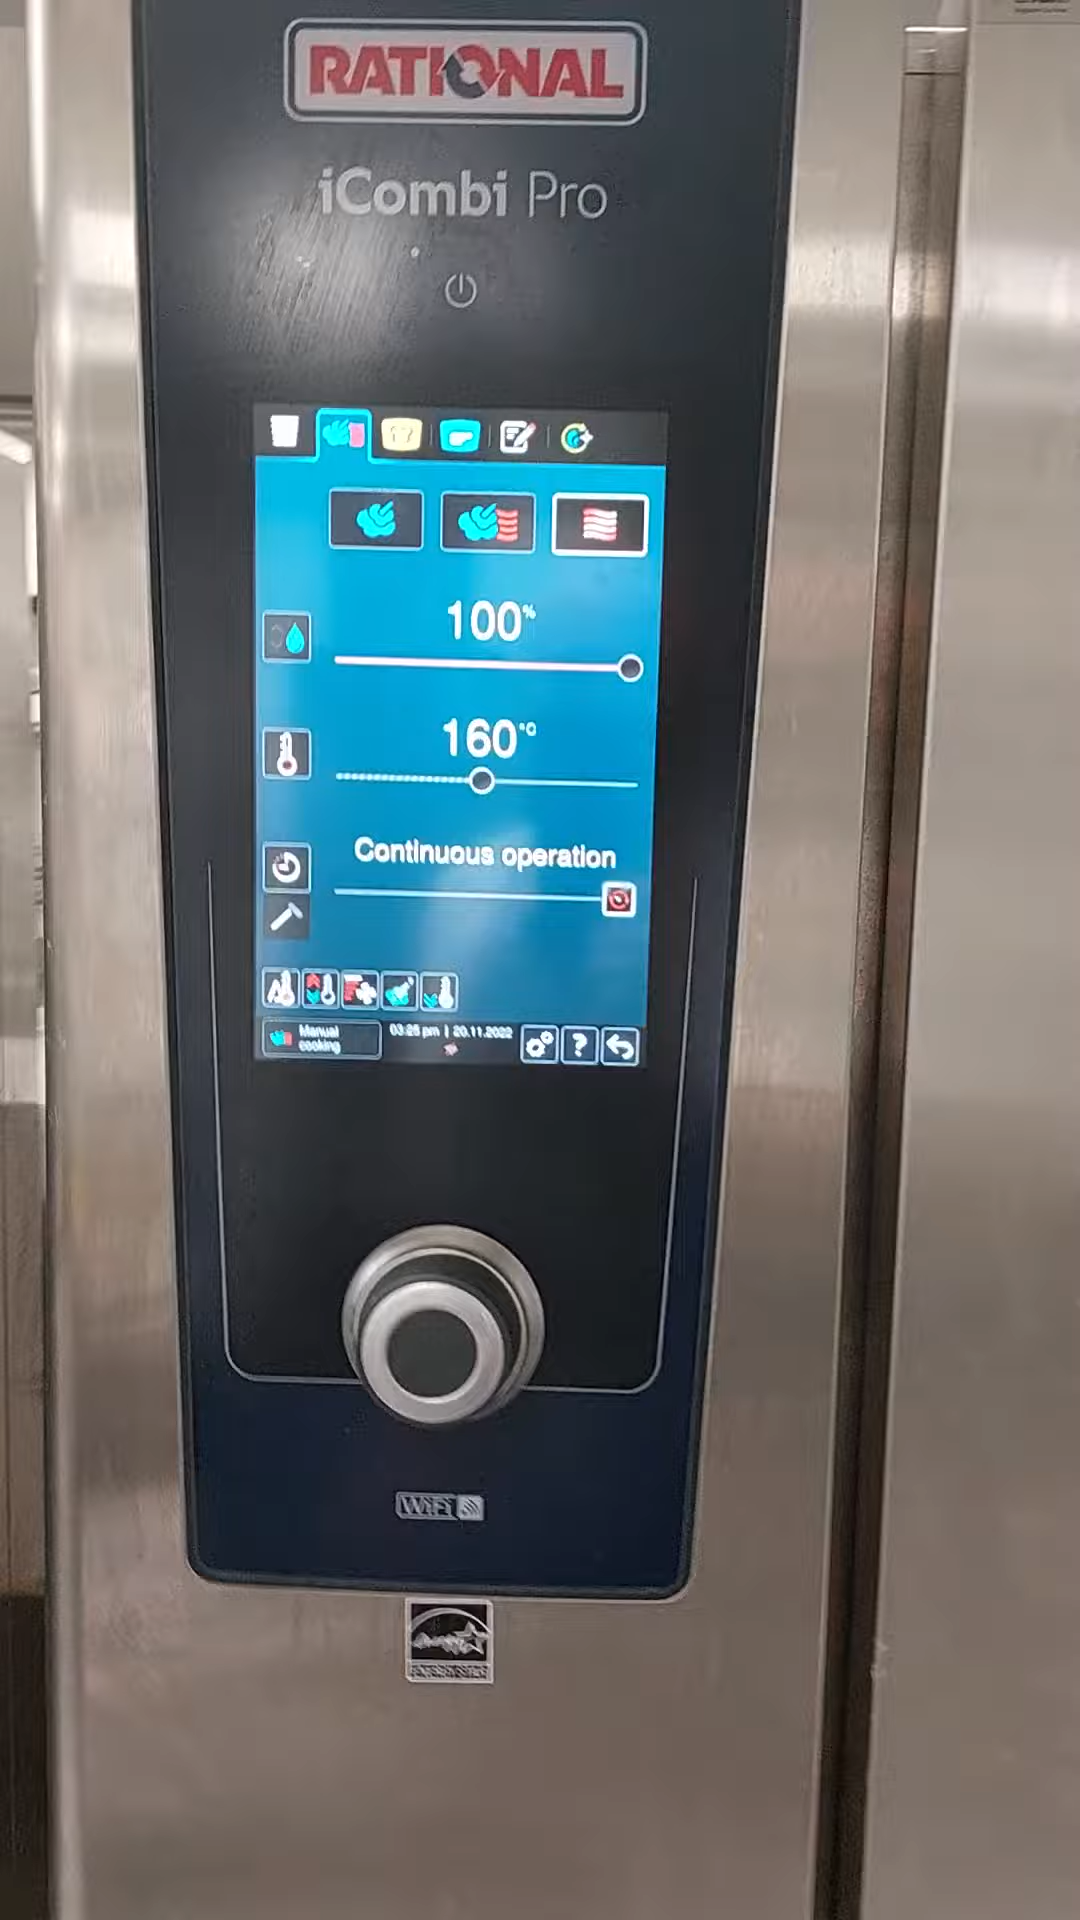 RATIONAL
iCombi Pro
100%
160°C
Continuous operation
Manual
cooking
03:25 pm | 20.11.2022
?
WiFi